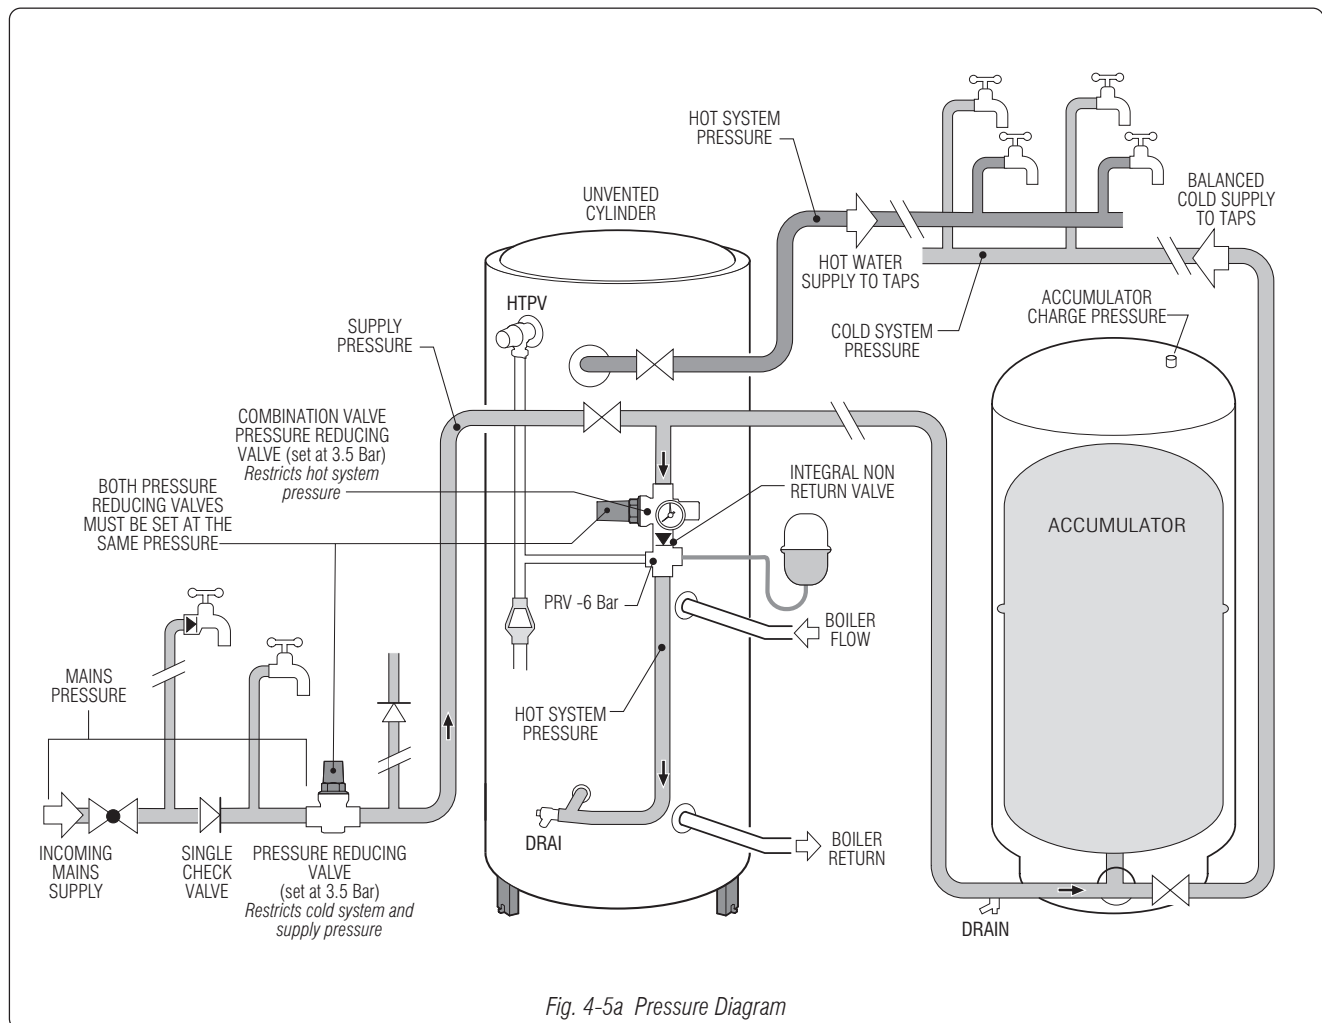 HOT SYSTEM
PRESSURE
UNVENTED
CYLINDER
BALANCED
COLD SUPPLY
TO TAPS
HOT WATER
SUPPLY TO TAPS
HTPV
ACCUMULATOR
CHARGE PRESSURE
SUPPLY
PRESSURE
COLD SYSTEM
PRESSURE
COMBINATION VALVE
PRESSURE REDUCING
VALVE (set at 3.5 Bar)
Restricts hot system
pressure
INTEGRAL NON
RETURN VALVE
BOTH PRESSURE
REDUCING VALVES
MUST BE SET AT THE
SAME PRESSURE
ACCUMULATOR
PRV -6 Bar
BOILER
FLOW
MAINS
PRESSURE
HOT SYSTEM
PRESSURE
DRAI
BOILER
RETURN
INCOMING
MAINS
SUPPLY
SINGLE
CHECK
VALVE
PRESSURE REDUCING
VALVE
(set at 3.5 Bar)
Restricts cold system and
supply pressure
DRAIN
Fig. 4-5a Pressure Diagram